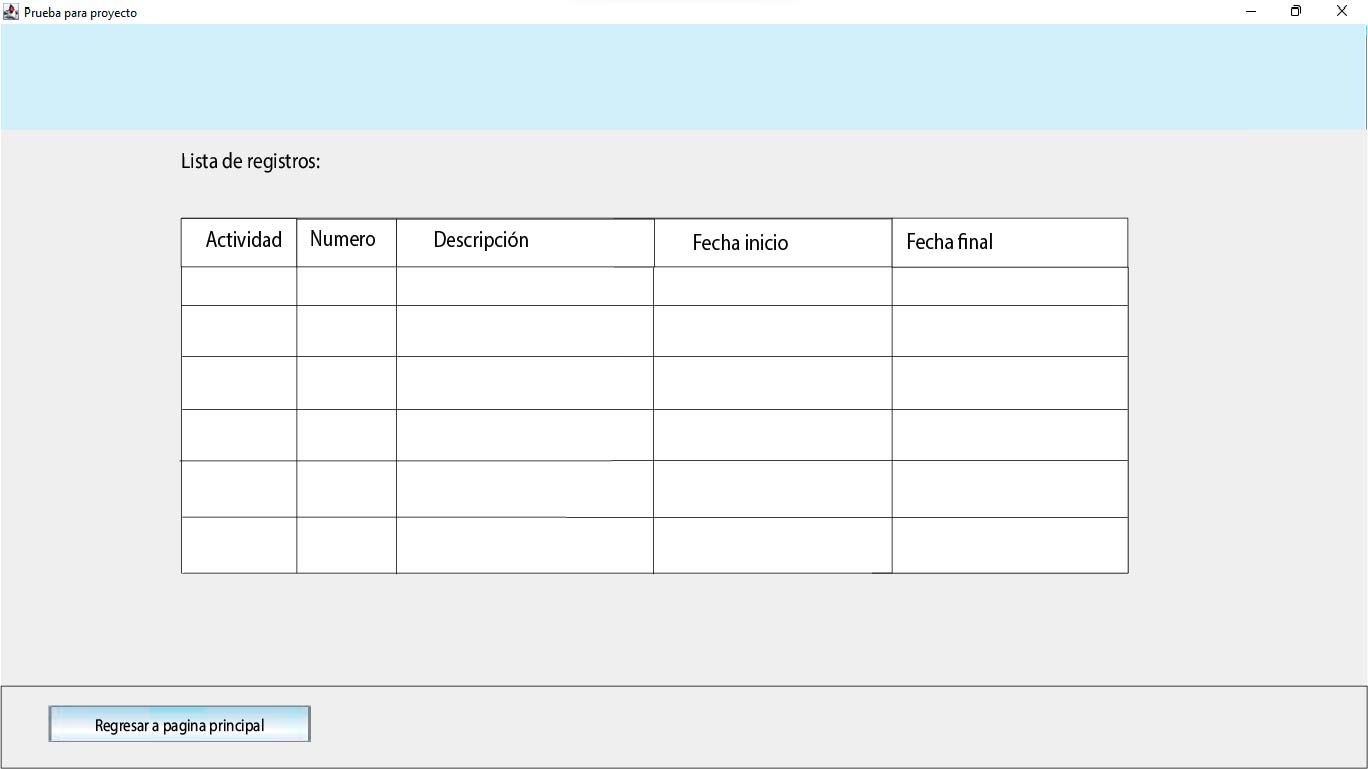 Prueba para proyecto
Lista de registros:
Actividad Numero Descripción Fecha inicio Fecha final
Regresar a pagina principal